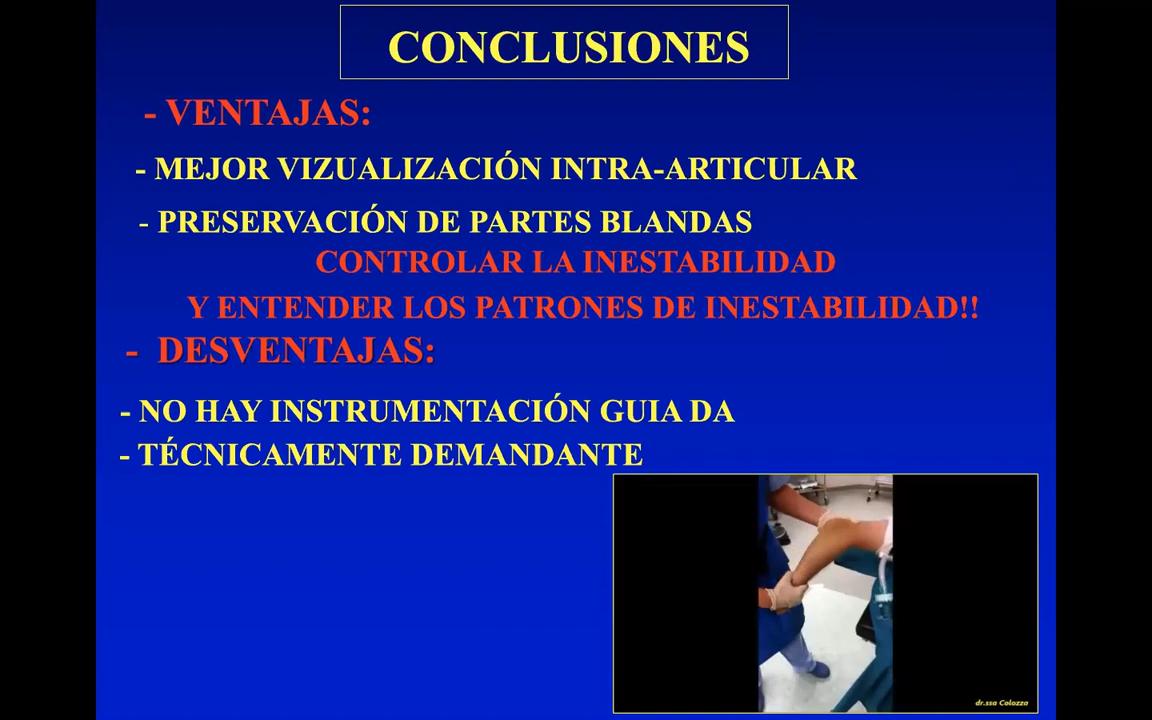 CONCLUSIONES
- VENTAJAS:
- MEJOR VIZUALIZACIÓN INTRA-ARTICULAR
- PRESERVACIÓN DE PARTES BLANDAS
CONTROLAR LA INESTABILIDAD
Y ENTENDER LOS PATRONES DE INESTABILIDAD!!
- DESVENTAJAS:
- NO HAY INSTRUMENTACIÓN GUIA DA
- TÉCNICAMENTE DEMANDANTE
dr.ssa Colozza